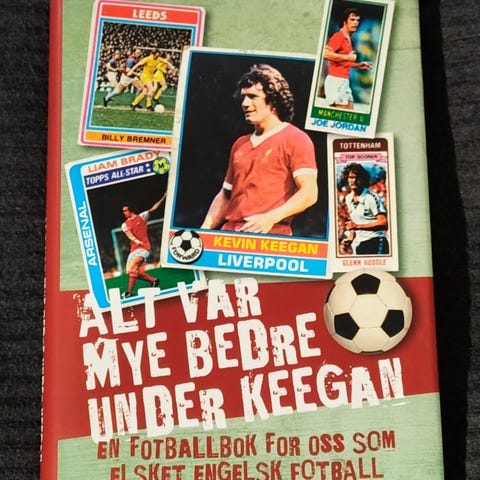 LEEDS
BILLY BREMNER
MANCHESTER U.
JOE JORDAN
LIAM BRADY
TOPPS ALL-STAR
ARSENAL
FORWARD
KEVIN KEEGAN
LIVERPOOL
TOTTENHAM
TOP SCORER
GLENN HODDLE
ALT VAR
MYE BEDRE
UNDER KEEGAN
EN FOTBALLBOK FOR OSS SOM
ELSKET ENGELSK FOTBALL